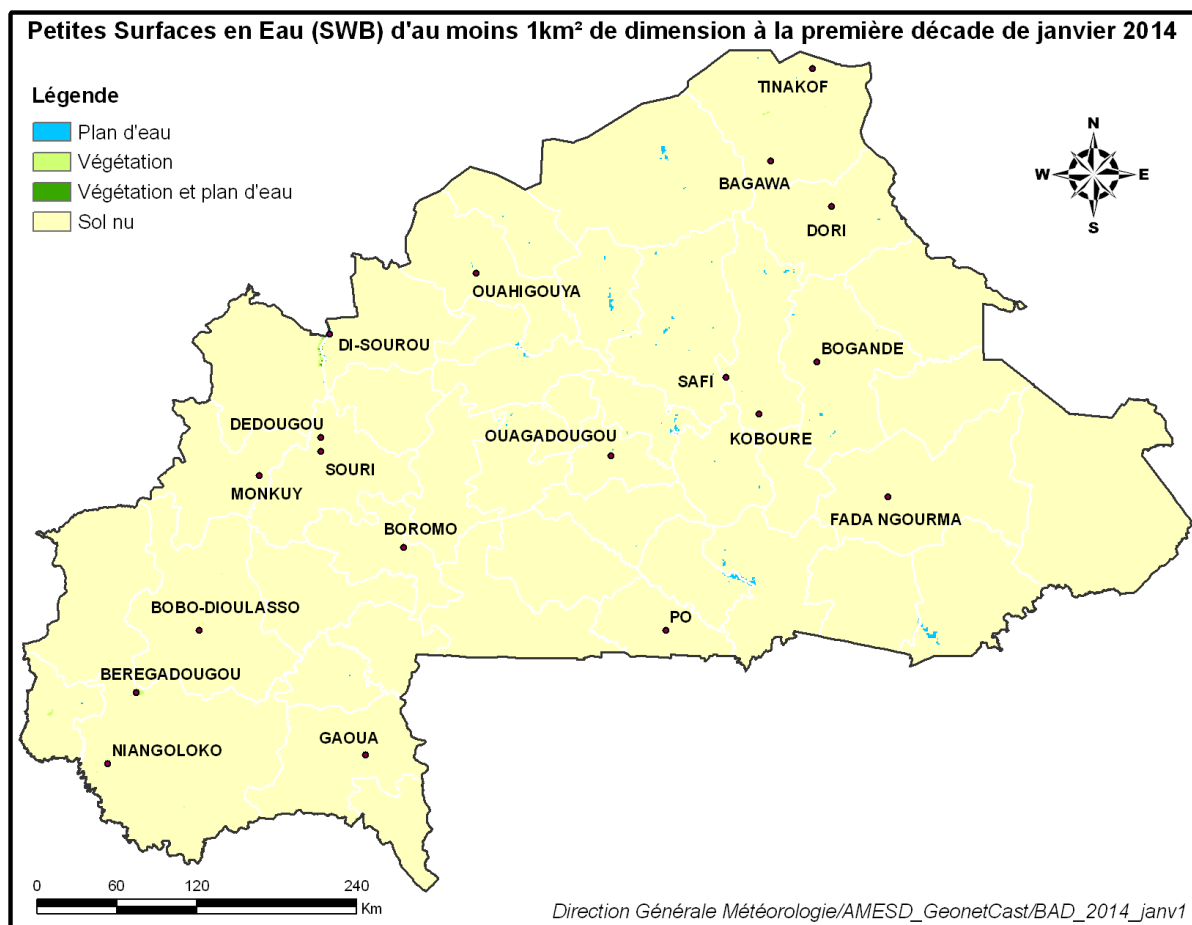 Petites Surfaces en Eau (SWB) d'au moins 1km² de dimension à la première décade de janvier 2014
Légende
Plan d'eau
Végétation
Végétation et plan d'eau
Sol nu
N
W E
S
TINAKOF
BAGAWA
DORI
OUAHIGOUYA
DI-SOUROU
BOGANDE
SAFI
DEDOUGOU
OUAGADOUGOU
KOBOURE
SOURI
MONKUY
FADA NGOURMA
BOROMO
BOBO-DIOULASSO
PO
BEREGADOUGOU
GAOUA
NIANGOLOKO
0 60 120 240
Km
Direction Générale Météorologie/AMESD_GeonetCast/BAD_2014_janv1